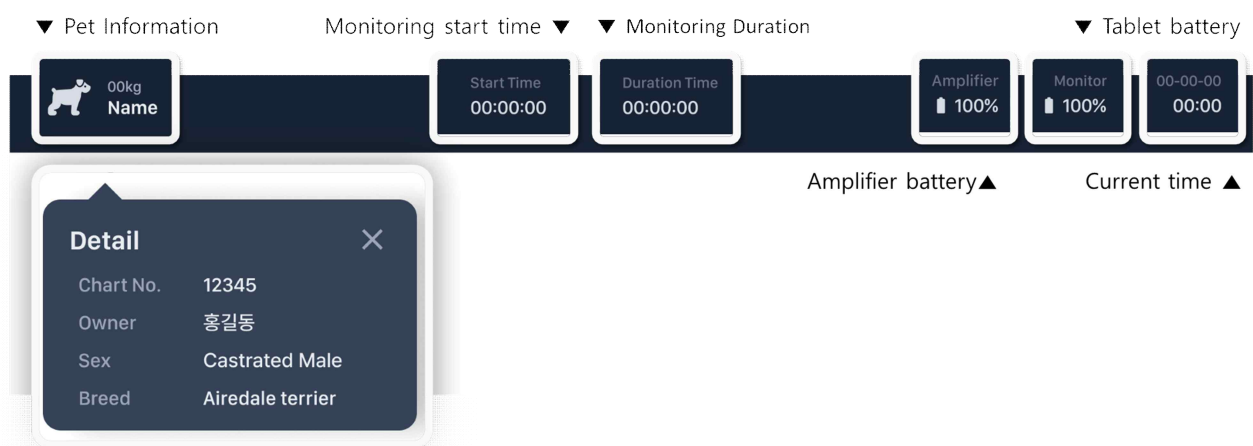 ▼ Pet Information
Monitoring start time ▼
▼ Monitoring Duration
▼ Tablet battery
00kg
Name
Start Time
00:00:00
Duration Time
00:00:00
Amplifier
100%
Monitor
100%
00-00-00
00:00
Amplifier battery▲
Current time ▲
Detail
Chart No. 12345
Owner 홍길동
Sex Castrated Male
Breed Airedale terrier